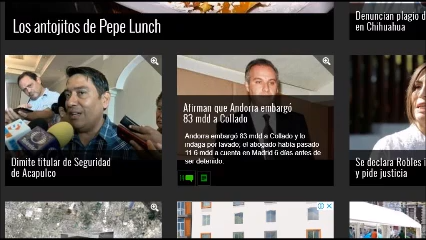 Los antojitos de Pepe Lunch
Denuncian plagio d
en Chihuahua
Afirman que Andorra embargó
83 mdd a Collado
Andorra embargó 83 mdd a Collado y lo
indaga por lavado, el abogado había pasado
11.6 mdd a cuenta en Madrid 6 días antes de
ser detenido.
Dimite titular de Seguridad
de Acapulco
Se declara Robles i
y pide justicia